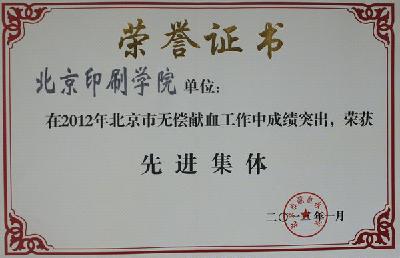 荣誉证书
北京印刷学院 单位：
在2012年北京市无偿献血工作中成绩突出，荣获
先进集体
年一月